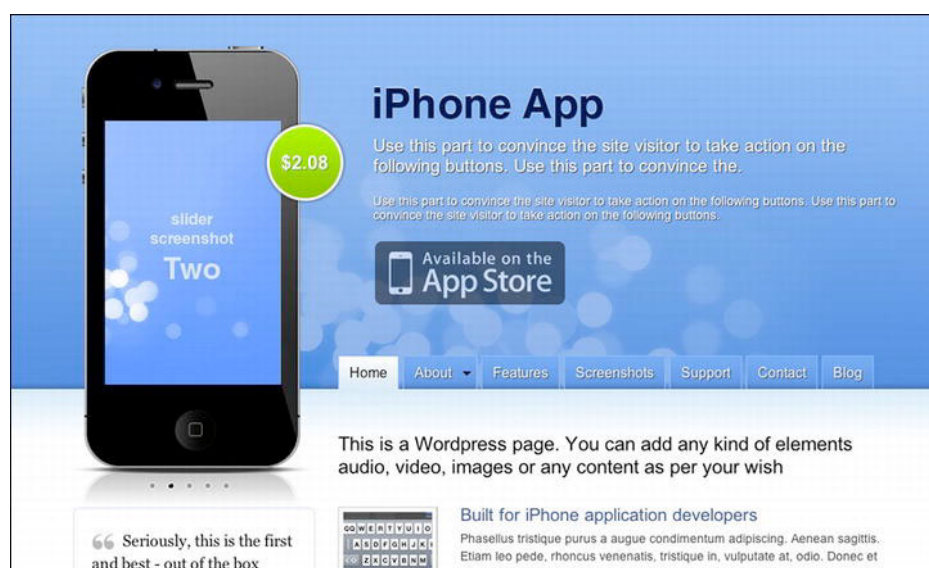 iPhone App
Use this part to convince the site visitor to take action on the
following buttons. Use this part to convince the.
Use this part to convince the site visitor to take action on the following buttons. Use this part to
convince the site visitor to take action on the following buttons.
$2.08
slider
screenshot
Two
Available on the
App Store
Home About Features Screenshots Support Contact Blog
This is a Wordpress page. You can add any kind of elements
audio, video, images or any content as per your wish
Built for iPhone application developers
Phasellus tristique purus a augue condimentum adipiscing. Aenean sagittis.
Etiam leo pede, rhoncus venenatis, tristique in, vulputate at, odio. Donec et
Q W E R T Y U I O
A S D F G H J K
Z X C V B N M
Seriously, this is the first
and best - out of the box